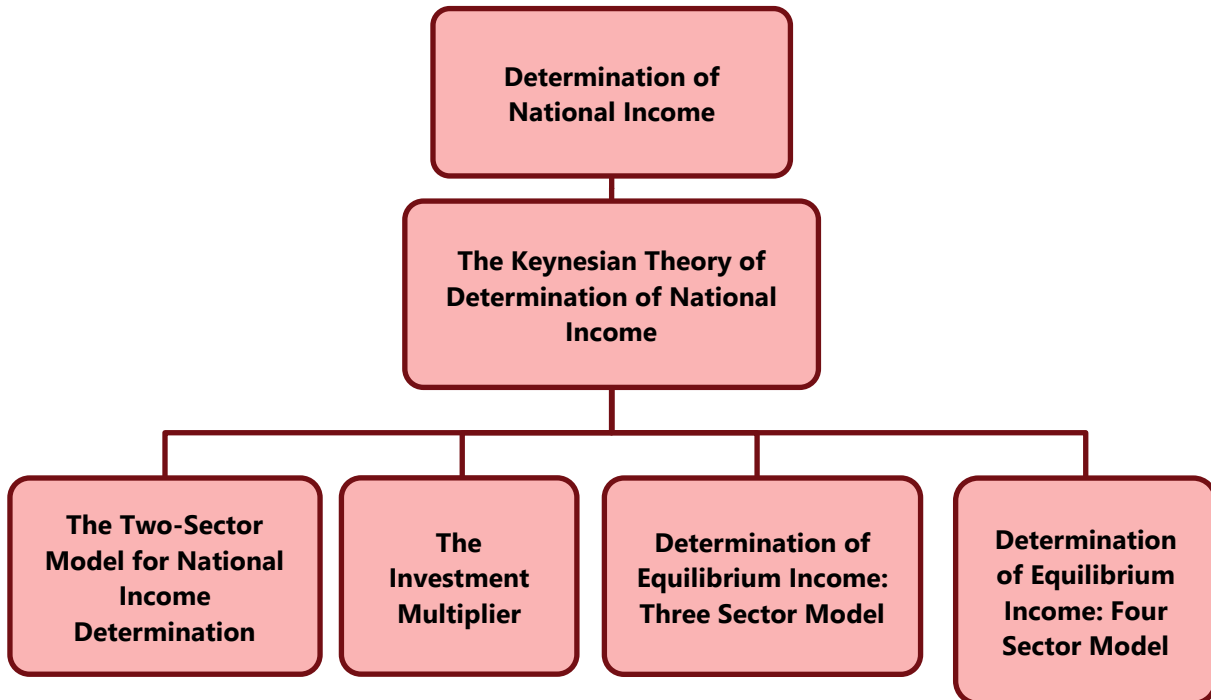 Determination of
National Income
The Keynesian Theory of
Determination of National
Income
The Two-Sector
Model for National
Income
Determination
The
Investment
Multiplier
Determination of
Equilibrium Income:
Three Sector Model
Determination
of Equilibrium
Income: Four
Sector Model